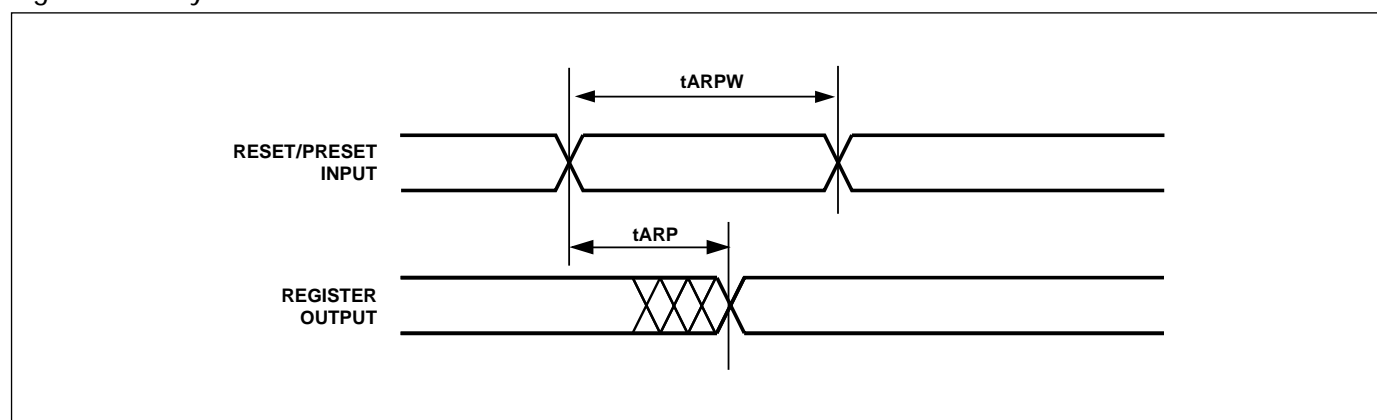 tARPW
RESET/PRESET
INPUT
tARP
REGISTER
OUTPUT